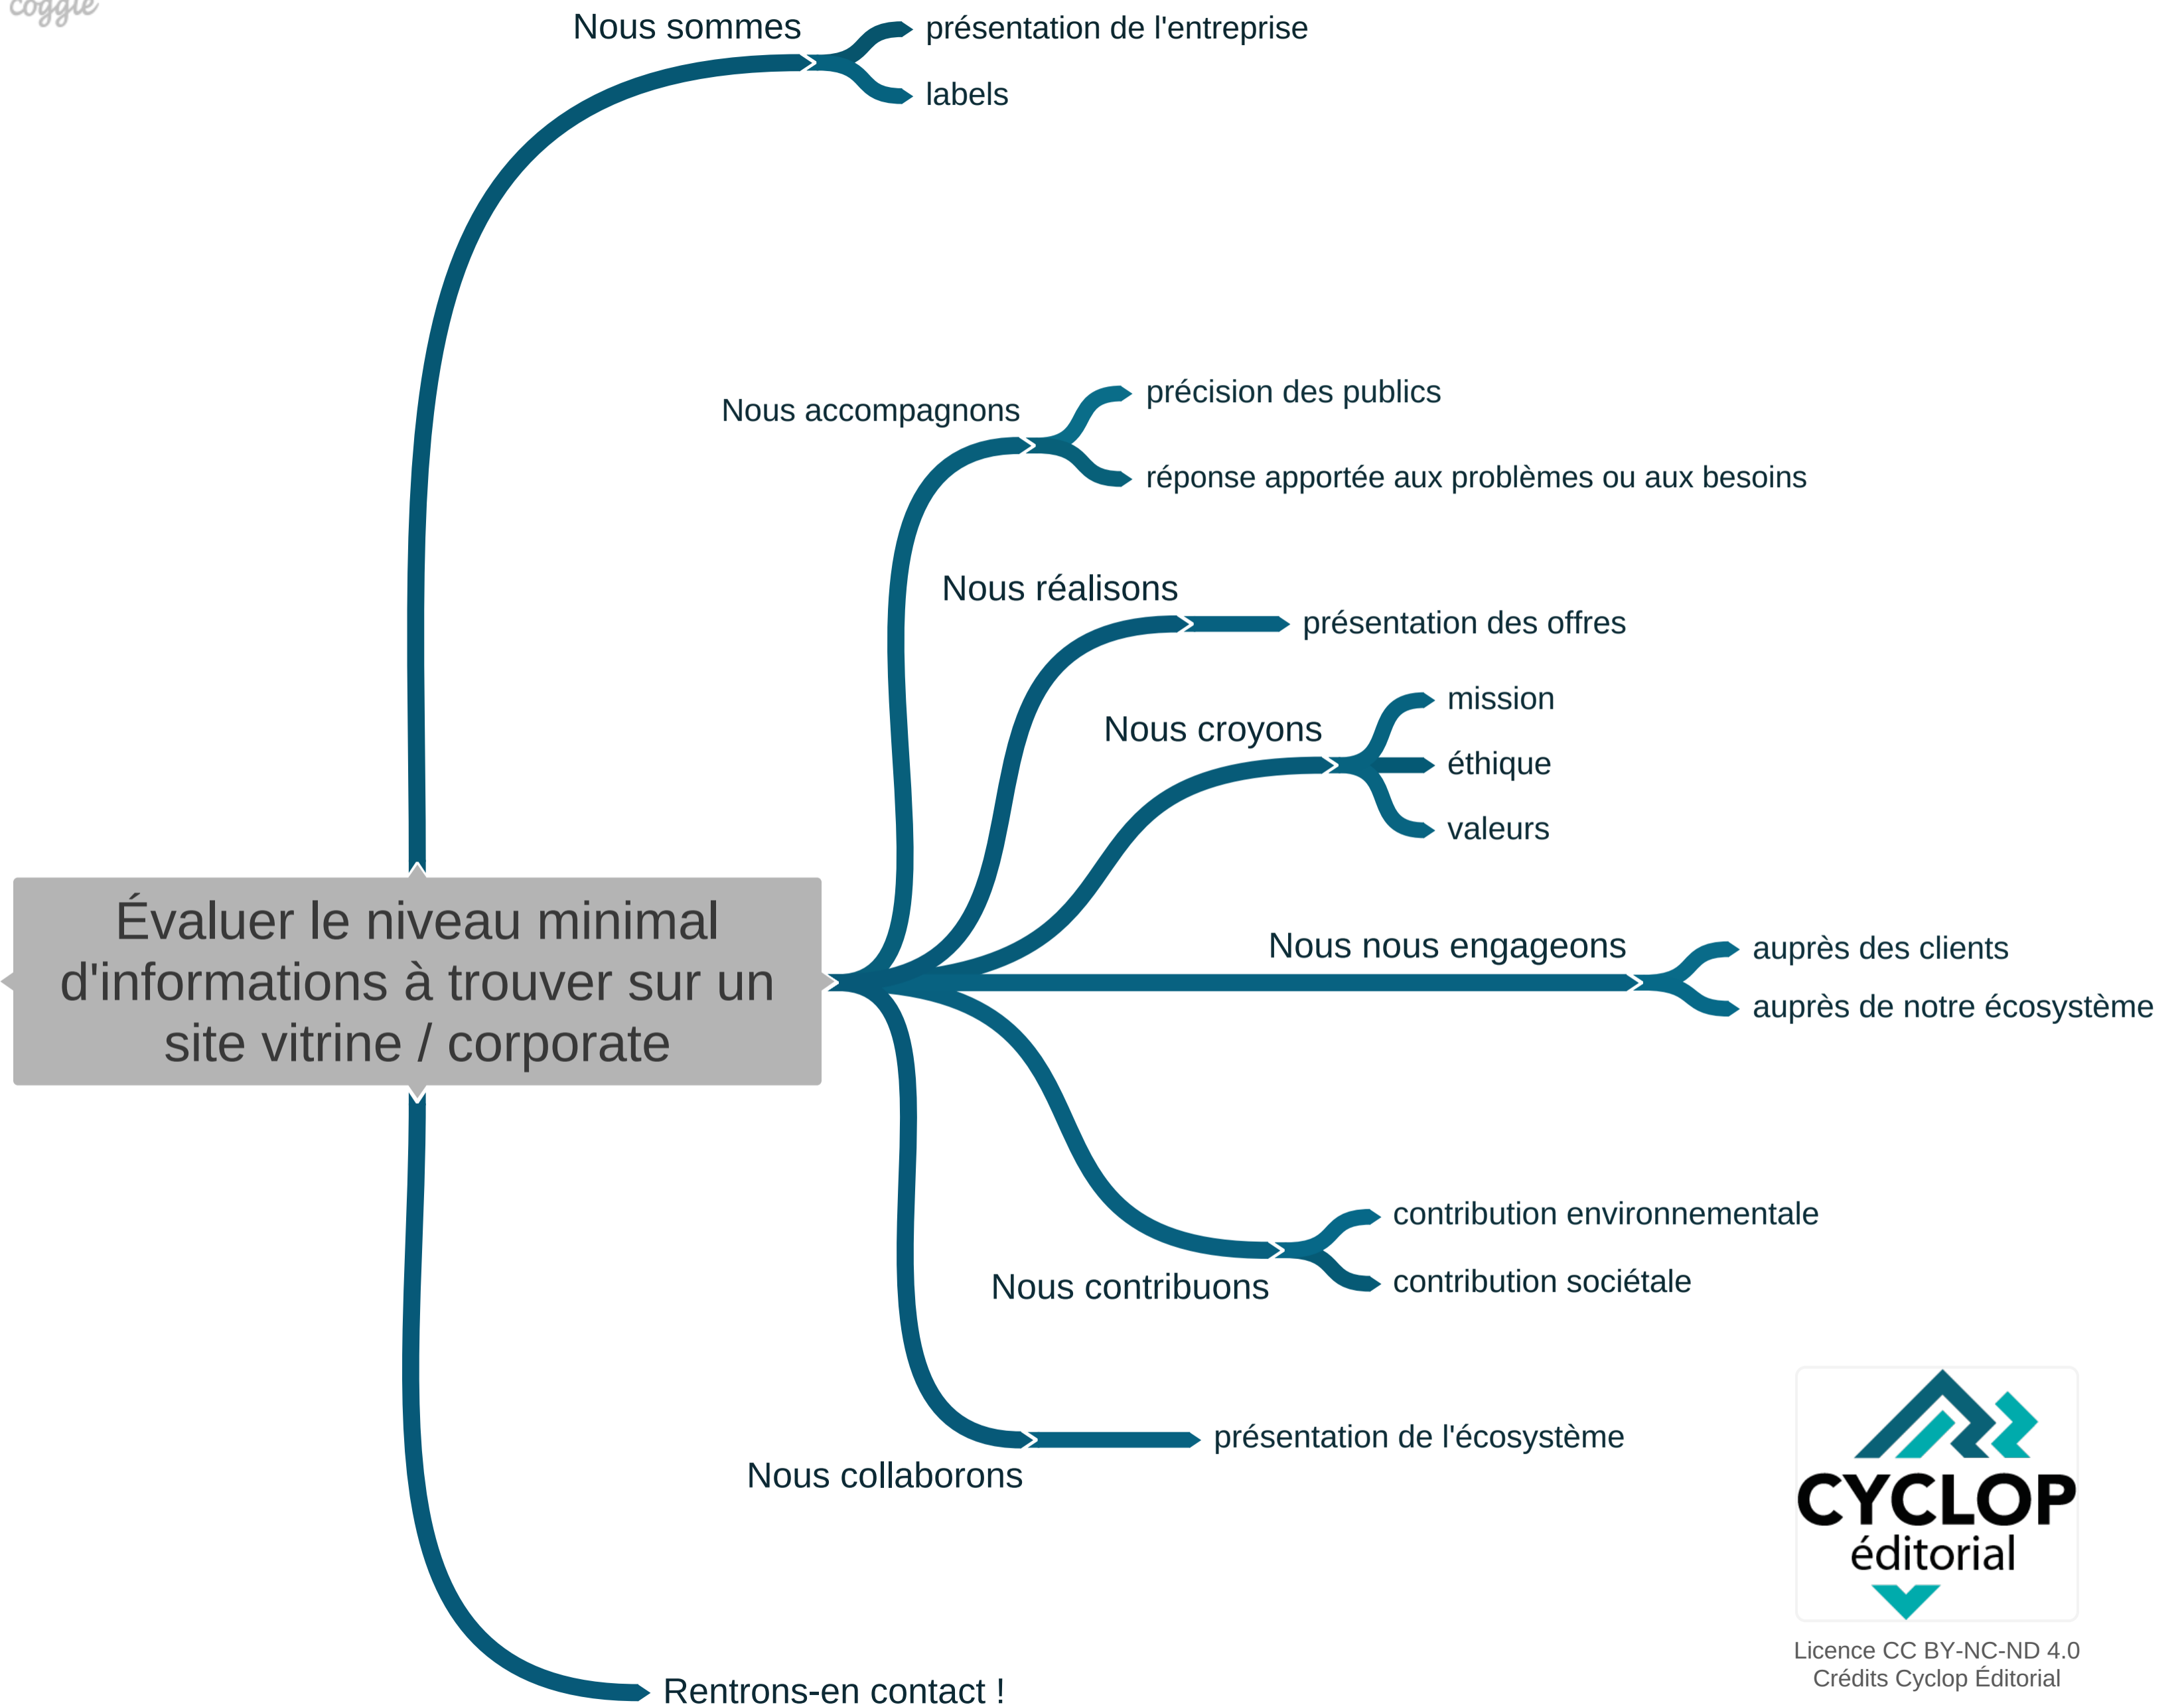 coggle
Nous sommes
présentation de l'entreprise
labels
Nous accompagnons
précision des publics
réponse apportée aux problèmes ou aux besoins
Nous réalisons
présentation des offres
Nous croyons
mission
éthique
valeurs
Évaluer le niveau minimal
d'informations à trouver sur un
site vitrine / corporate
Nous nous engageons
auprès des clients
auprès de notre écosystème
Nous contribuons
contribution environnementale
contribution sociétale
Nous collaborons
présentation de l'écosystème
Rentrons-en contact !
CYCLOP
éditorial
Licence CC BY-NC-ND 4.0
Crédits Cyclop Éditorial